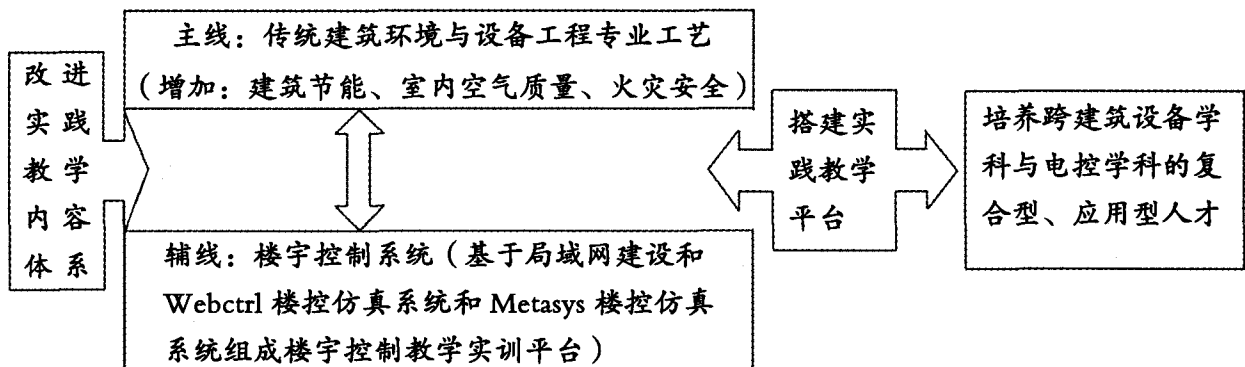 改进
实践
教学
内容
体系
主线：传统建筑环境与设备工程专业工艺
（增加：建筑节能、室内空气质量、火灾安全）
辅线：楼宇控制系统（基于局域网建设和
Webctrl 楼控仿真系统和 Metasys 楼控仿真
系统组成楼宇控制教学实训平台）
搭建实
践教学
平台
培养跨建筑设备学
科与电控学科的复
合型、应用型人才